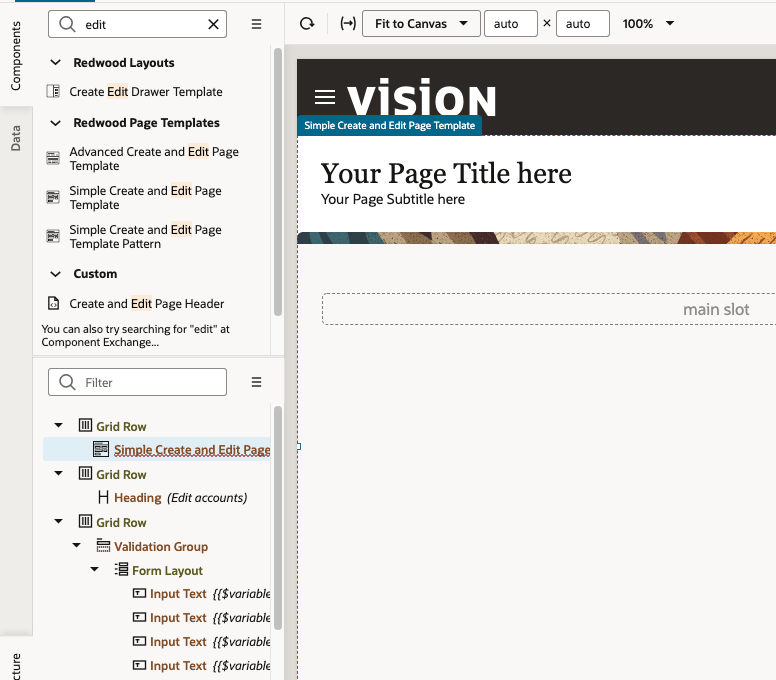 Components
Data
edit
Redwood Layouts
Create Edit Drawer Template
Redwood Page Templates
Advanced Create and Edit Page
Template
Simple Create and Edit Page
Template
Simple Create and Edit Page
Template Pattern
Custom
Create and Edit Page Header
You can also try searching for "edit" at
Component Exchange...
Filter
Grid Row
Simple Create and Edit Page
Grid Row
Heading (Edit accounts)
Grid Row
Validation Group
Form Layout
Input Text {{$variable
Input Text {{$variable
Input Text {{$variable
Input Text {{$variable
cture
Fit to Canvas auto × auto 100%
vision
Simple Create and Edit Page Template
Your Page Title here
Your Page Subtitle here
main slot